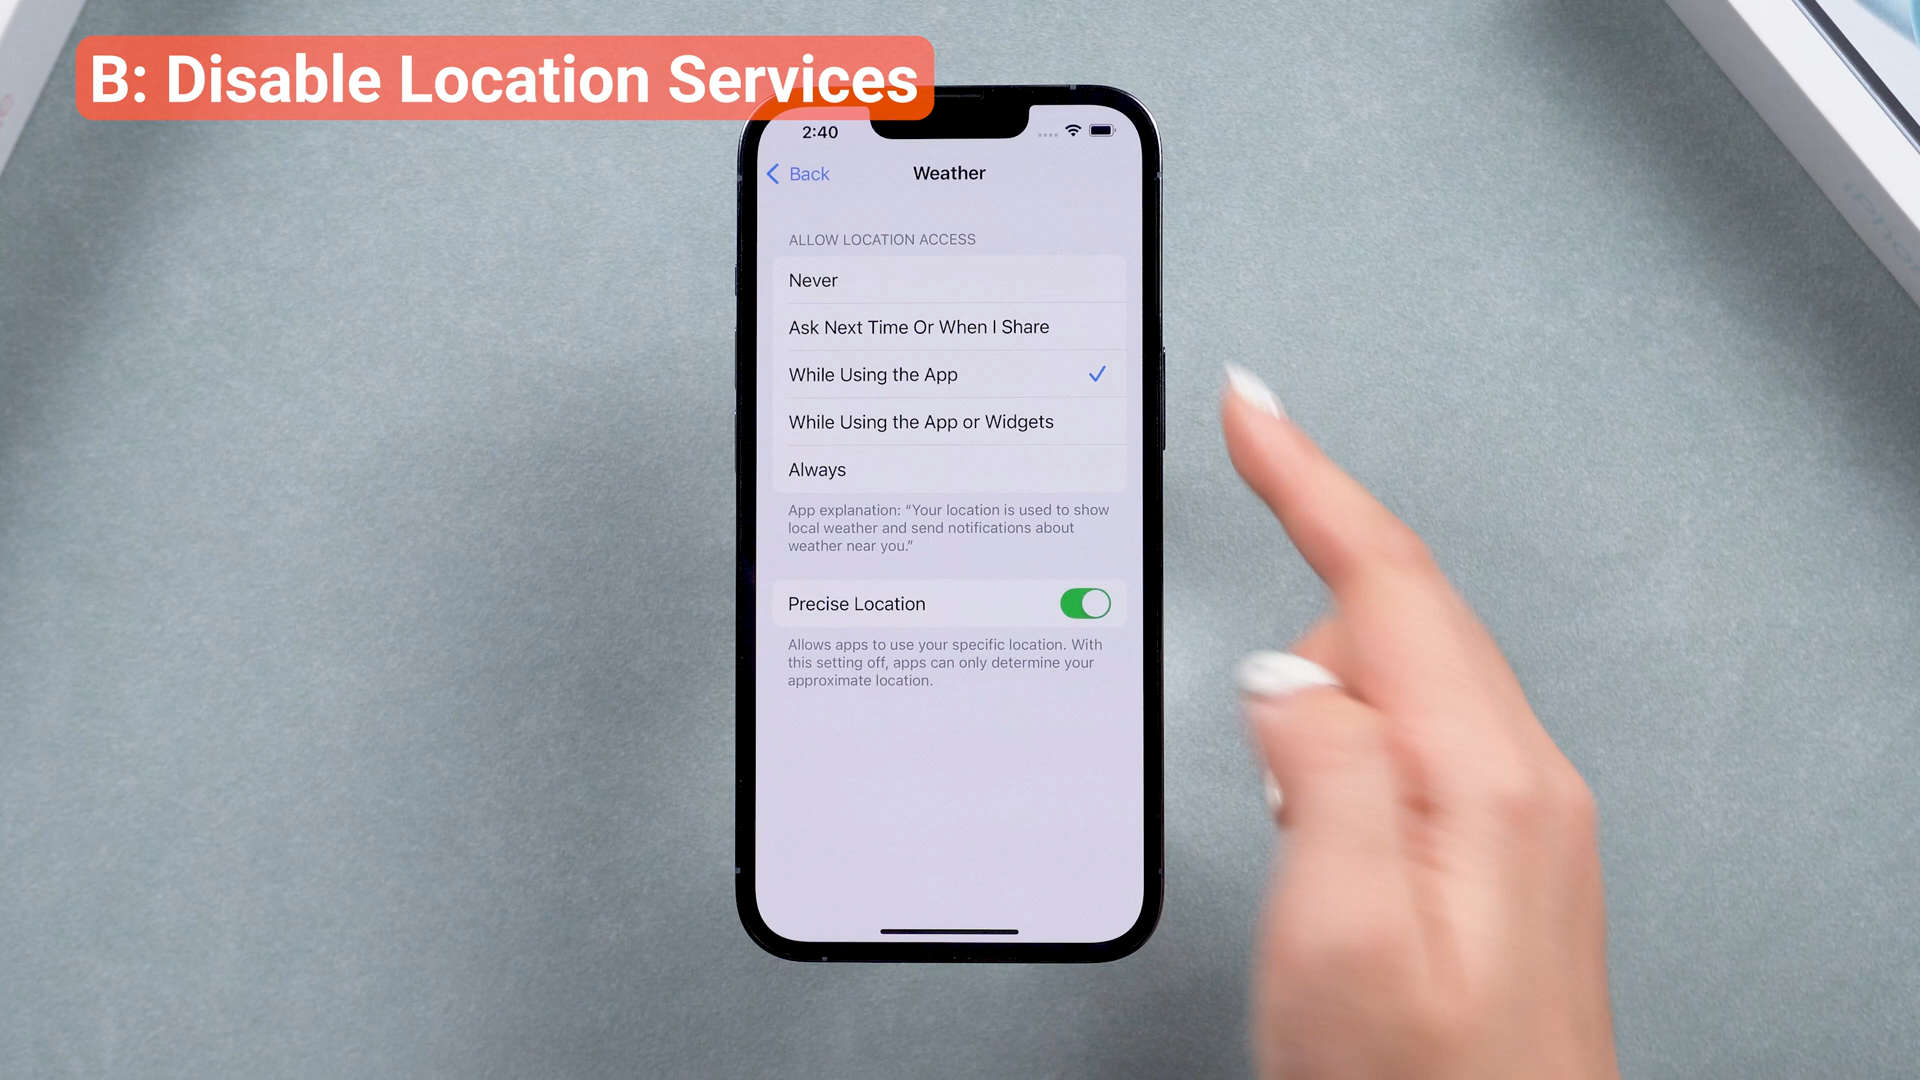 B: Disable Location Services
2:40
Back
Weather
ALLOW LOCATION ACCESS
Never
Ask Next Time Or When I Share
While Using the App
While Using the App or Widgets
Always
App explanation: “Your location is used to show
local weather and send notifications about
weather near you.”
Precise Location
Allows apps to use your specific location. With
this setting off, apps can only determine your
approximate location.